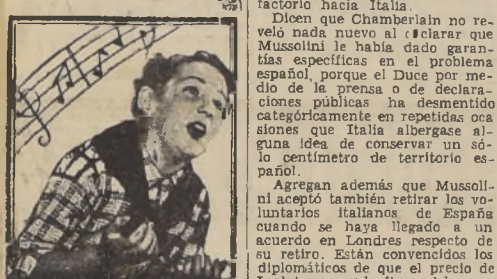 factorio hacia Italia.
Dicen que Chamberlain no re-
veló nada nuevo al clarar que
Mussolini le había dado garan-
tías específicas en el problema
español, porque el Duce por me-
dio de la prensa o de declara-
ciones públicas ha desmentido
categóricamente en repetidas oca
siones que Italia albergase al-
guna idea de conservar un só-
lo centímetro de territorio es-
pañol.
Agregan además que Mussoli-
ni aceptó también retirar los vo-
luntarios italianos de España
cuando se haya llegado a un
acuerdo en Londres respecto de
su retiro. Están convencidos los
diplomáticos de que el precio de